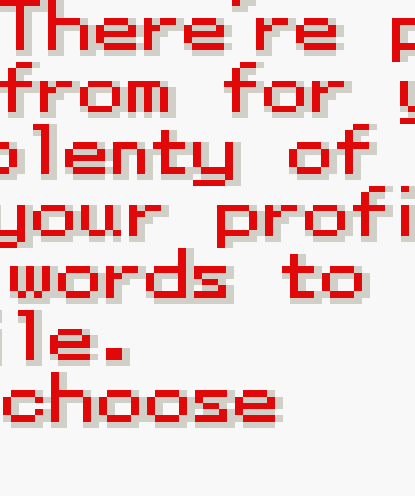 There're p
from for y
plenty of
your profi
words to
ile.
choose